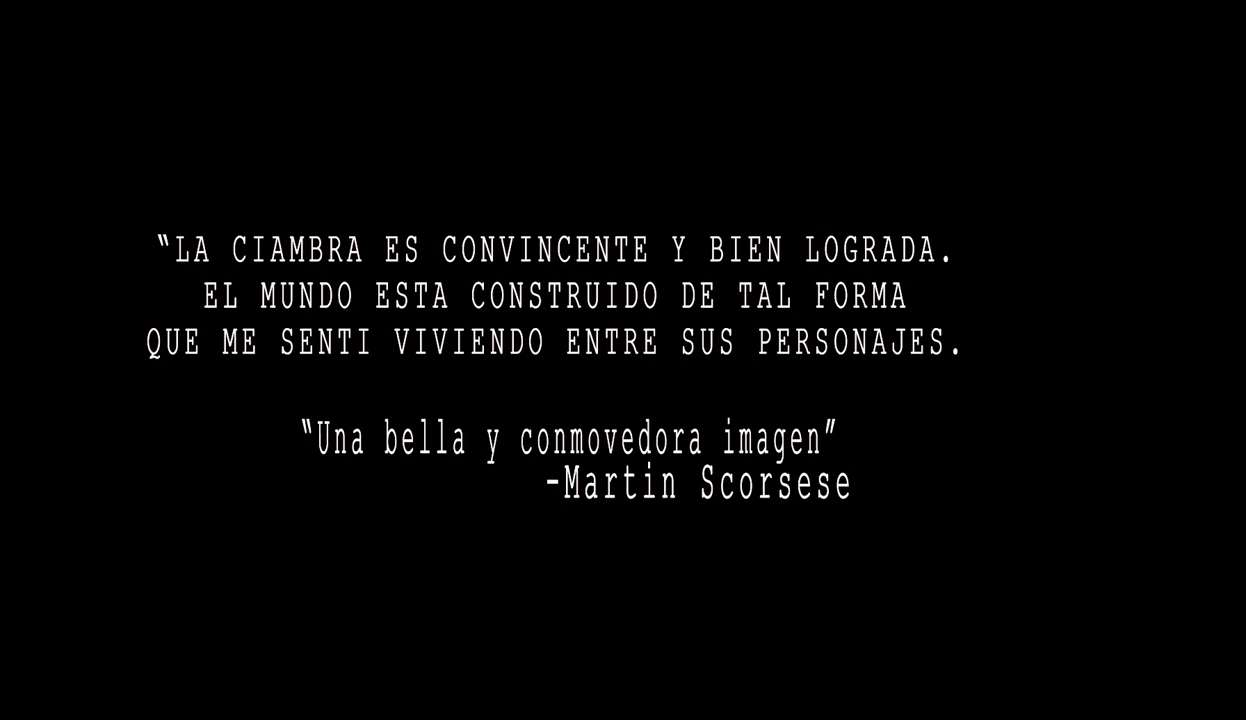 “LA CIAMBRA ES CONVINCENTE Y BIEN LOGRADA.
EL MUNDO ESTA CONSTRUIDO DE TAL FORMA
QUE ME SENTI VIVIENDO ENTRE SUS PERSONAJES.
“Una bella y conmovedora imagen”
-Martin Scorsese